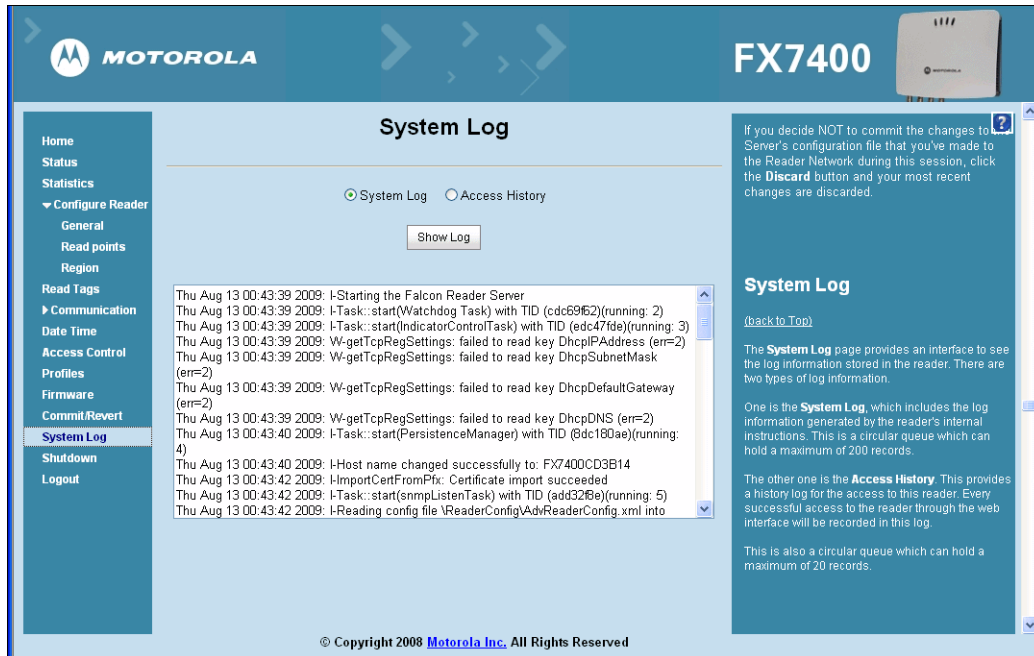 MOTOROLA
FX7400
MOTOROLA
Home
Status
Statistics
Configure Reader
General
Read points
Region
Read Tags
Communication
Date Time
Access Control
Profiles
Firmware
Commit/Revert
System Log
Shutdown
Logout
System Log
System Log Access History
Show Log
Thu Aug 13 00:43:39 2009: I-Starting the Falcon Reader Server
Thu Aug 13 00:43:39 2009: I-Task::start(Watchdog Task) with TID (cdc69f62)(running: 2)
Thu Aug 13 00:43:39 2009: I-Task::start(IndicatorControlTask) with TID (edc47fde)(running: 3)
Thu Aug 13 00:43:39 2009: W-getTcpRegSettings: failed to read key DhcpIPAddress (err=2)
Thu Aug 13 00:43:39 2009: W-getTcpRegSettings: failed to read key DhcpSubnetMask
(err=2)
Thu Aug 13 00:43:39 2009: W-getTcpRegSettings: failed to read key DhcpDefaultGateway
(err=2)
Thu Aug 13 00:43:39 2009: W-getTcpRegSettings: failed to read key DhcpDNS (err=2)
Thu Aug 13 00:43:40 2009: I-Task::start(PersistenceManager) with TID (8dc180ae)(running:
4)
Thu Aug 13 00:43:40 2009: I-Host name changed successfully to: FX7400CD3B14
Thu Aug 13 00:43:42 2009: I-ImportCertFromPfx: Certificate import succeeded
Thu Aug 13 00:43:42 2009: I-Task::start(snmpListenTask) with TID (add32f8e)(running: 5)
Thu Aug 13 00:43:42 2009: I-Reading config file \ReaderConfig\AdvReaderConfig.xml into
?
If you decide NOT to commit the changes to the
Server's configuration file that you've made to
the Reader Network during this session, click
the Discard button and your most recent
changes are discarded.
System Log
(back to Top)
The System Log page provides an interface to see
the log information stored in the reader. There are
two types of log information.
One is the System Log, which includes the log
information generated by the reader's internal
instructions. This is a circular queue which can
hold a maximum of 200 records.
The other one is the Access History. This provides
a history log for the access to this reader. Every
successful access to the reader through the web
interface will be recorded in this log.
This is also a circular queue which can hold a
maximum of 20 records.
© Copyright 2008 Motorola Inc. All Rights Reserved